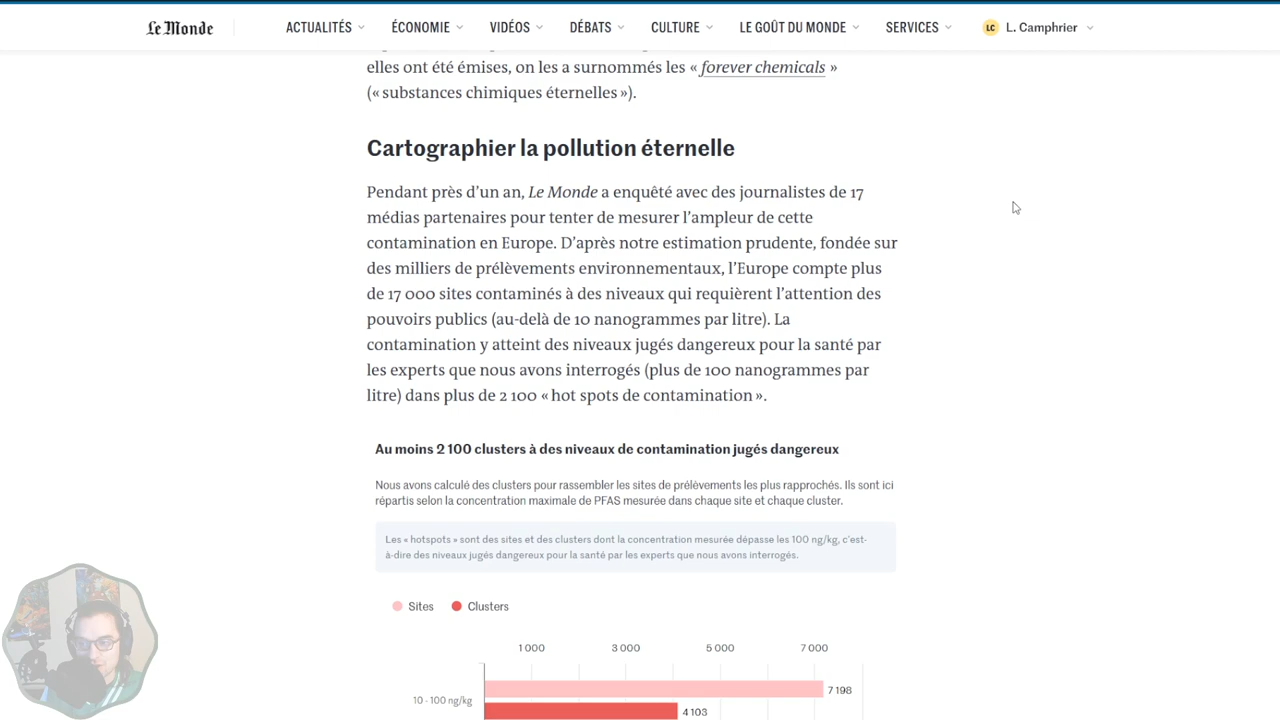 Le Monde
ACTUALITÉS
ÉCONOMIE
VIDÉOS
DÉBATS
CULTURE
LE GOÛT DU MONDE
SERVICES
LC
L. Camphrier
elles ont été émises, on les a surnommés les « forever chemicals »
(« substances chimiques éternelles »).
Cartographier la pollution éternelle
Pendant près d’un an, Le Monde a enquêté avec des journalistes de 17
médias partenaires pour tenter de mesurer l’ampleur de cette
contamination en Europe. D’après notre estimation prudente, fondée sur
des milliers de prélèvements environnementaux, l’Europe compte plus
de 17 000 sites contaminés à des niveaux qui requièrent l’attention des
pouvoirs publics (au-delà de 10 nanogrammes par litre). La
contamination y atteint des niveaux jugés dangereux pour la santé par
les experts que nous avons interrogés (plus de 100 nanogrammes par
litre) dans plus de 2 100 « hot spots de contamination ».
Au moins 2 100 clusters à des niveaux de contamination jugés dangereux
Nous avons calculé des clusters pour rassembler les sites de prélèvements les plus rapprochés. Ils sont ici
répartis selon la concentration maximale de PFAS mesurée dans chaque site et chaque cluster.
Les « hotspots » sont des sites et des clusters dont la concentration mesurée dépasse les 100 ng/kg, c’est-
à-dire des niveaux jugés dangereux pour la santé par les experts que nous avons interrogés.
Sites
Clusters
1 000
3 000
5 000
7 000
10 - 100 ng/kg
7 198
4 103